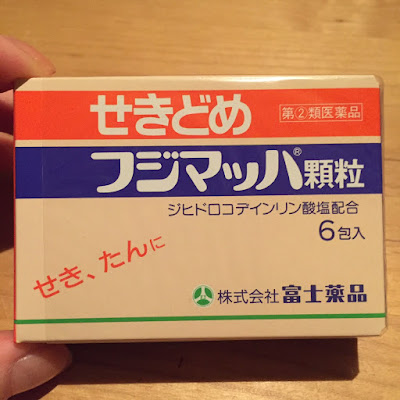 せきどめ
指②類医薬品
フジマッハ®顆粒
ジヒドロコデインリン酸塩配合
6包入
せき、たんに
株式会社 富士薬品